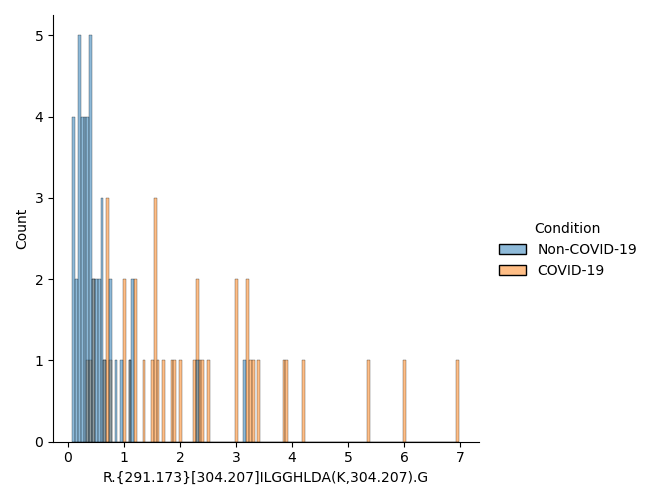 5
4
3
2
1
0
Count
0 1 2 3 4 5 6 7
R.{291.173}[304.207]ILGGHLDA(K,304.207).G
Condition
Non-COVID-19
COVID-19